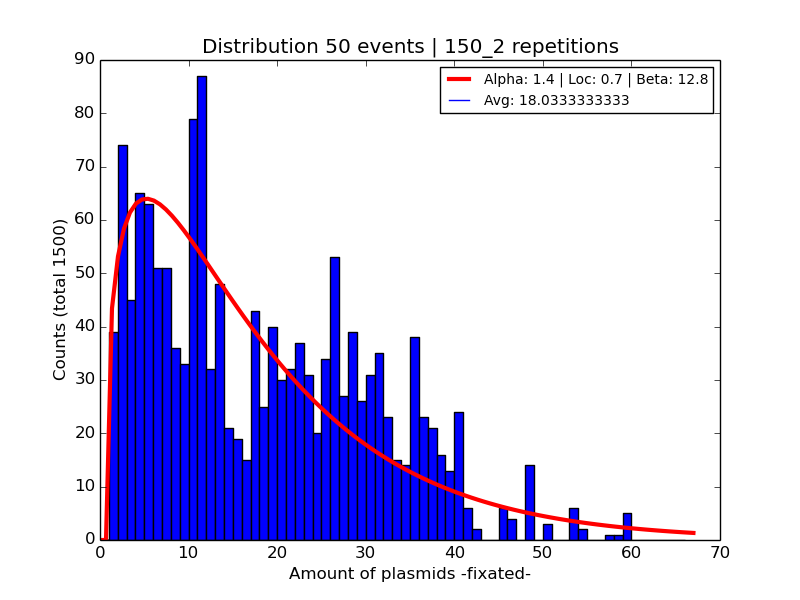 Distribution 50 events | 150_2 repetitions
Alpha: 1.4 | Loc: 0.7 | Beta: 12.8
Avg: 18.0333333333
90
80
70
60
50
40
30
20
10
0
Counts (total 1500)
0 10 20 30 40 50 60 70
Amount of plasmids -fixated-